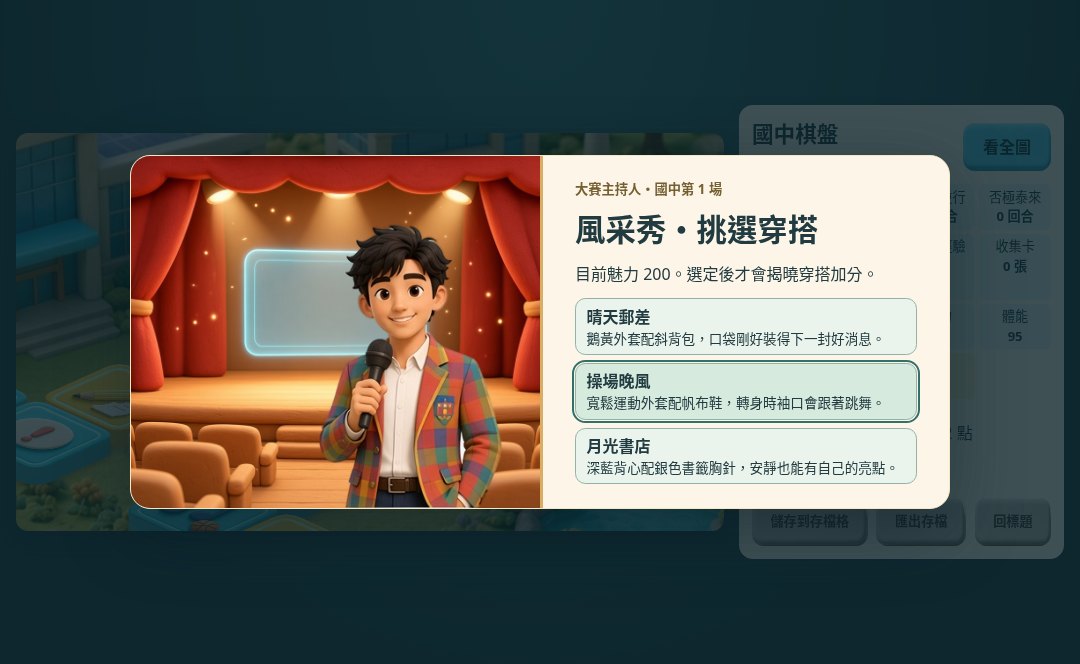 國中棋盤
看全圖
否極泰來
0 回合
收集卡
0 張
體能
95
點
大賽主持人・國中第 1 場
風采秀・挑選穿搭
目前魅力 200。選定後才會揭曉穿搭加分。
晴天郵差
鵝黃外套配斜背包，口袋剛好裝得下一封好消息。
操場晚風
寬鬆運動外套配帆布鞋，轉身時袖口會跟著跳舞。
月光書店
深藍背心配銀色書籤胸針，安靜也能有自己的亮點。
儲存到存檔格
匯出存檔
回標題